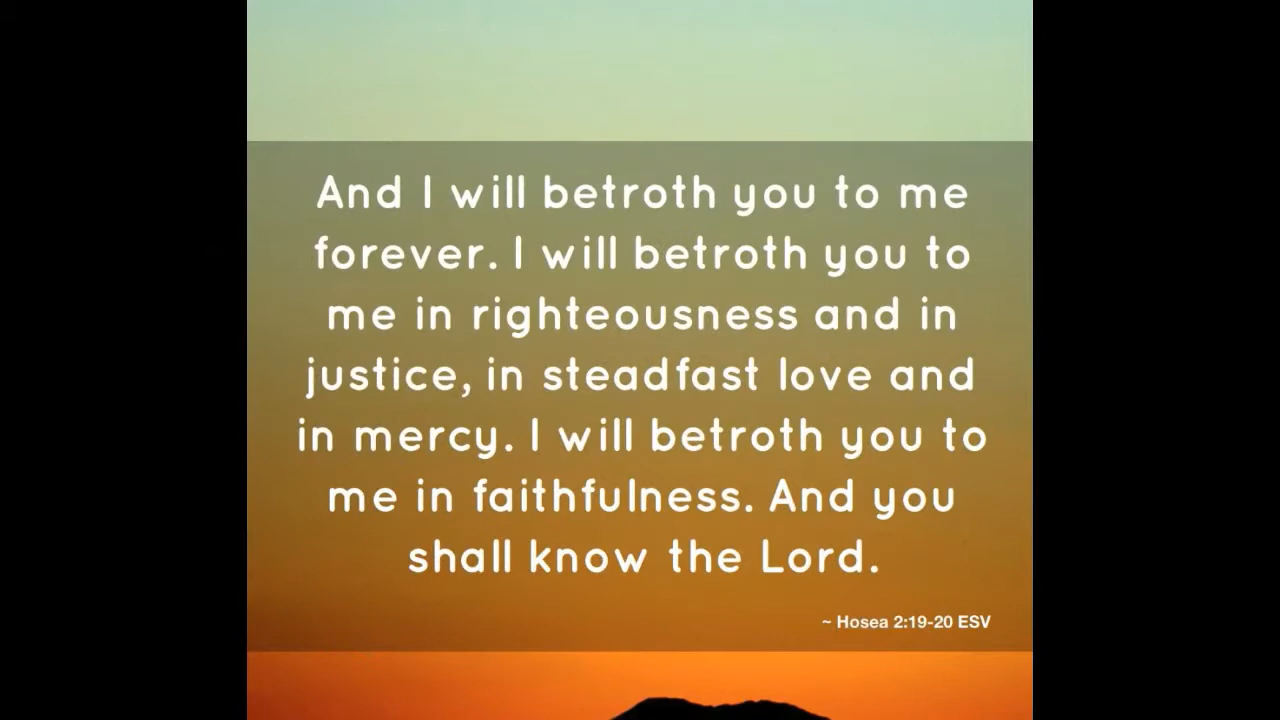 And I will betroth you to me
forever. I will betroth you to
me in righteousness and in
justice, in steadfast love and
in mercy. I will betroth you to
me in faithfulness. And you
shall know the Lord.
~ Hosea 2:19-20 ESV